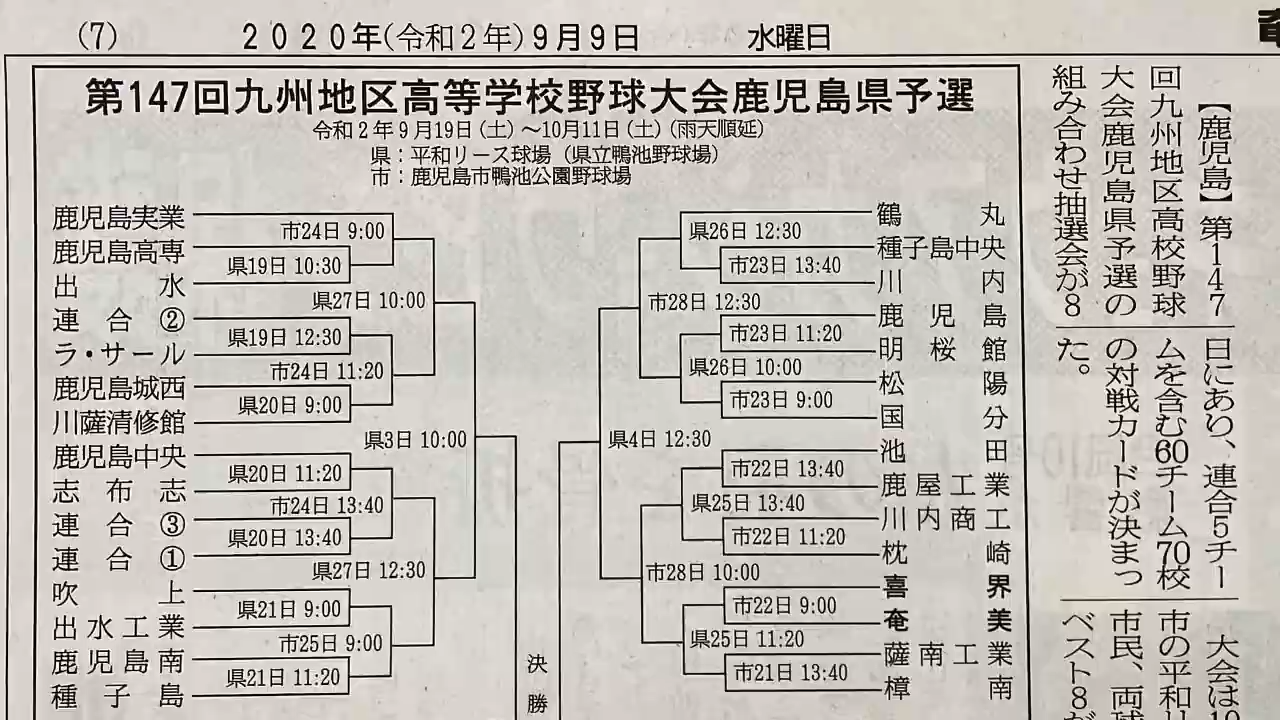 (7) 2020年(令和2年)9月9日 水曜日
第147回九州地区高等学校野球大会鹿児島県予選
令和2年9月19日(土)〜10月11日(土)(雨天順延)
県:平和リース球場(県立鴨池野球場)
市:鹿児島市鴨池公園野球場
鹿児島実業
市24日 9:00
鹿児島高専
県19日 10:30
出水
県27日 10:00
連合②
県19日 12:30
ラ・サール
市24日 11:20
鹿児島城西
県20日 9:00
川薩清修館
県3日 10:00
鹿児島中央
県20日 11:20
志布志
市24日 13:40
連合③
県20日 13:40
連合①
県27日 12:30
吹上
県21日 9:00
出水工業
市25日 9:00
鹿児島南
県21日 11:20
種子島
決勝
鶴丸
県26日 12:30
種子島中央
市23日 13:40
川内
市28日 12:30
鹿児島
市23日 11:20
明桜館
県26日 10:00
松陽
市23日 9:00
国分
県4日 12:30
池田
市22日 13:40
鹿屋工業
県25日 13:40
川内商工
市22日 11:20
枕崎
市28日 10:00
喜界
市22日 9:00
奄美
県25日 11:20
薩南工業
市21日 13:40
樟南
【鹿児島】第147
回九州地区高校野球
大会鹿児島県予選の
組み合わせ抽選会が8
日にあり、連合5チー
ムを含む60チーム70校
の対戦カードが決まっ
た。
大会は
市の平和リ
市民、両球
ベスト8が